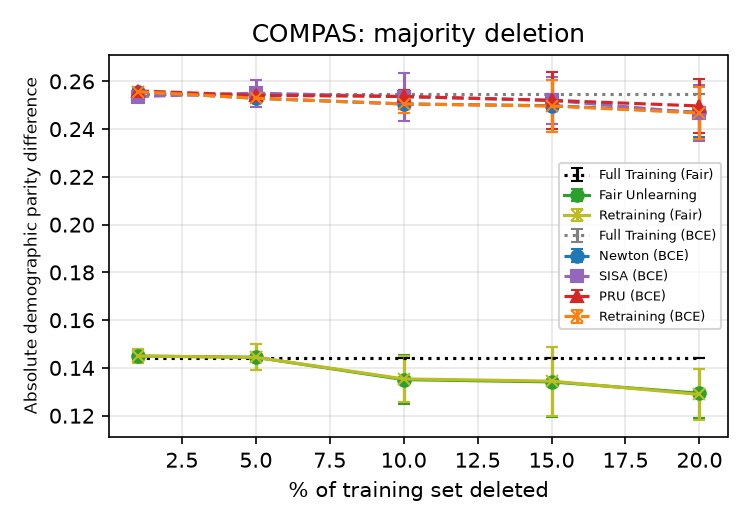 COMPAS: majority deletion
Absolute demographic parity difference
0.26
0.24
0.22
0.20
0.18
0.16
0.14
0.12
Full Training (Fair)
Fair Unlearning
Retraining (Fair)
Full Training (BCE)
Newton (BCE)
SISA (BCE)
PRU (BCE)
Retraining (BCE)
2.5 5.0 7.5 10.0 12.5 15.0 17.5 20.0
% of training set deleted